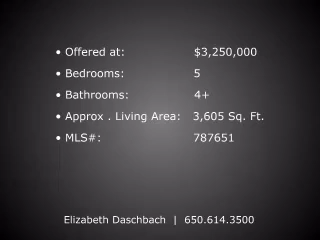 • Offered at: $3,250,000
• Bedrooms: 5
• Bathrooms: 4+
• Approx . Living Area: 3,605 Sq. Ft.
• MLS#: 787651
Elizabeth Daschbach | 650.614.3500